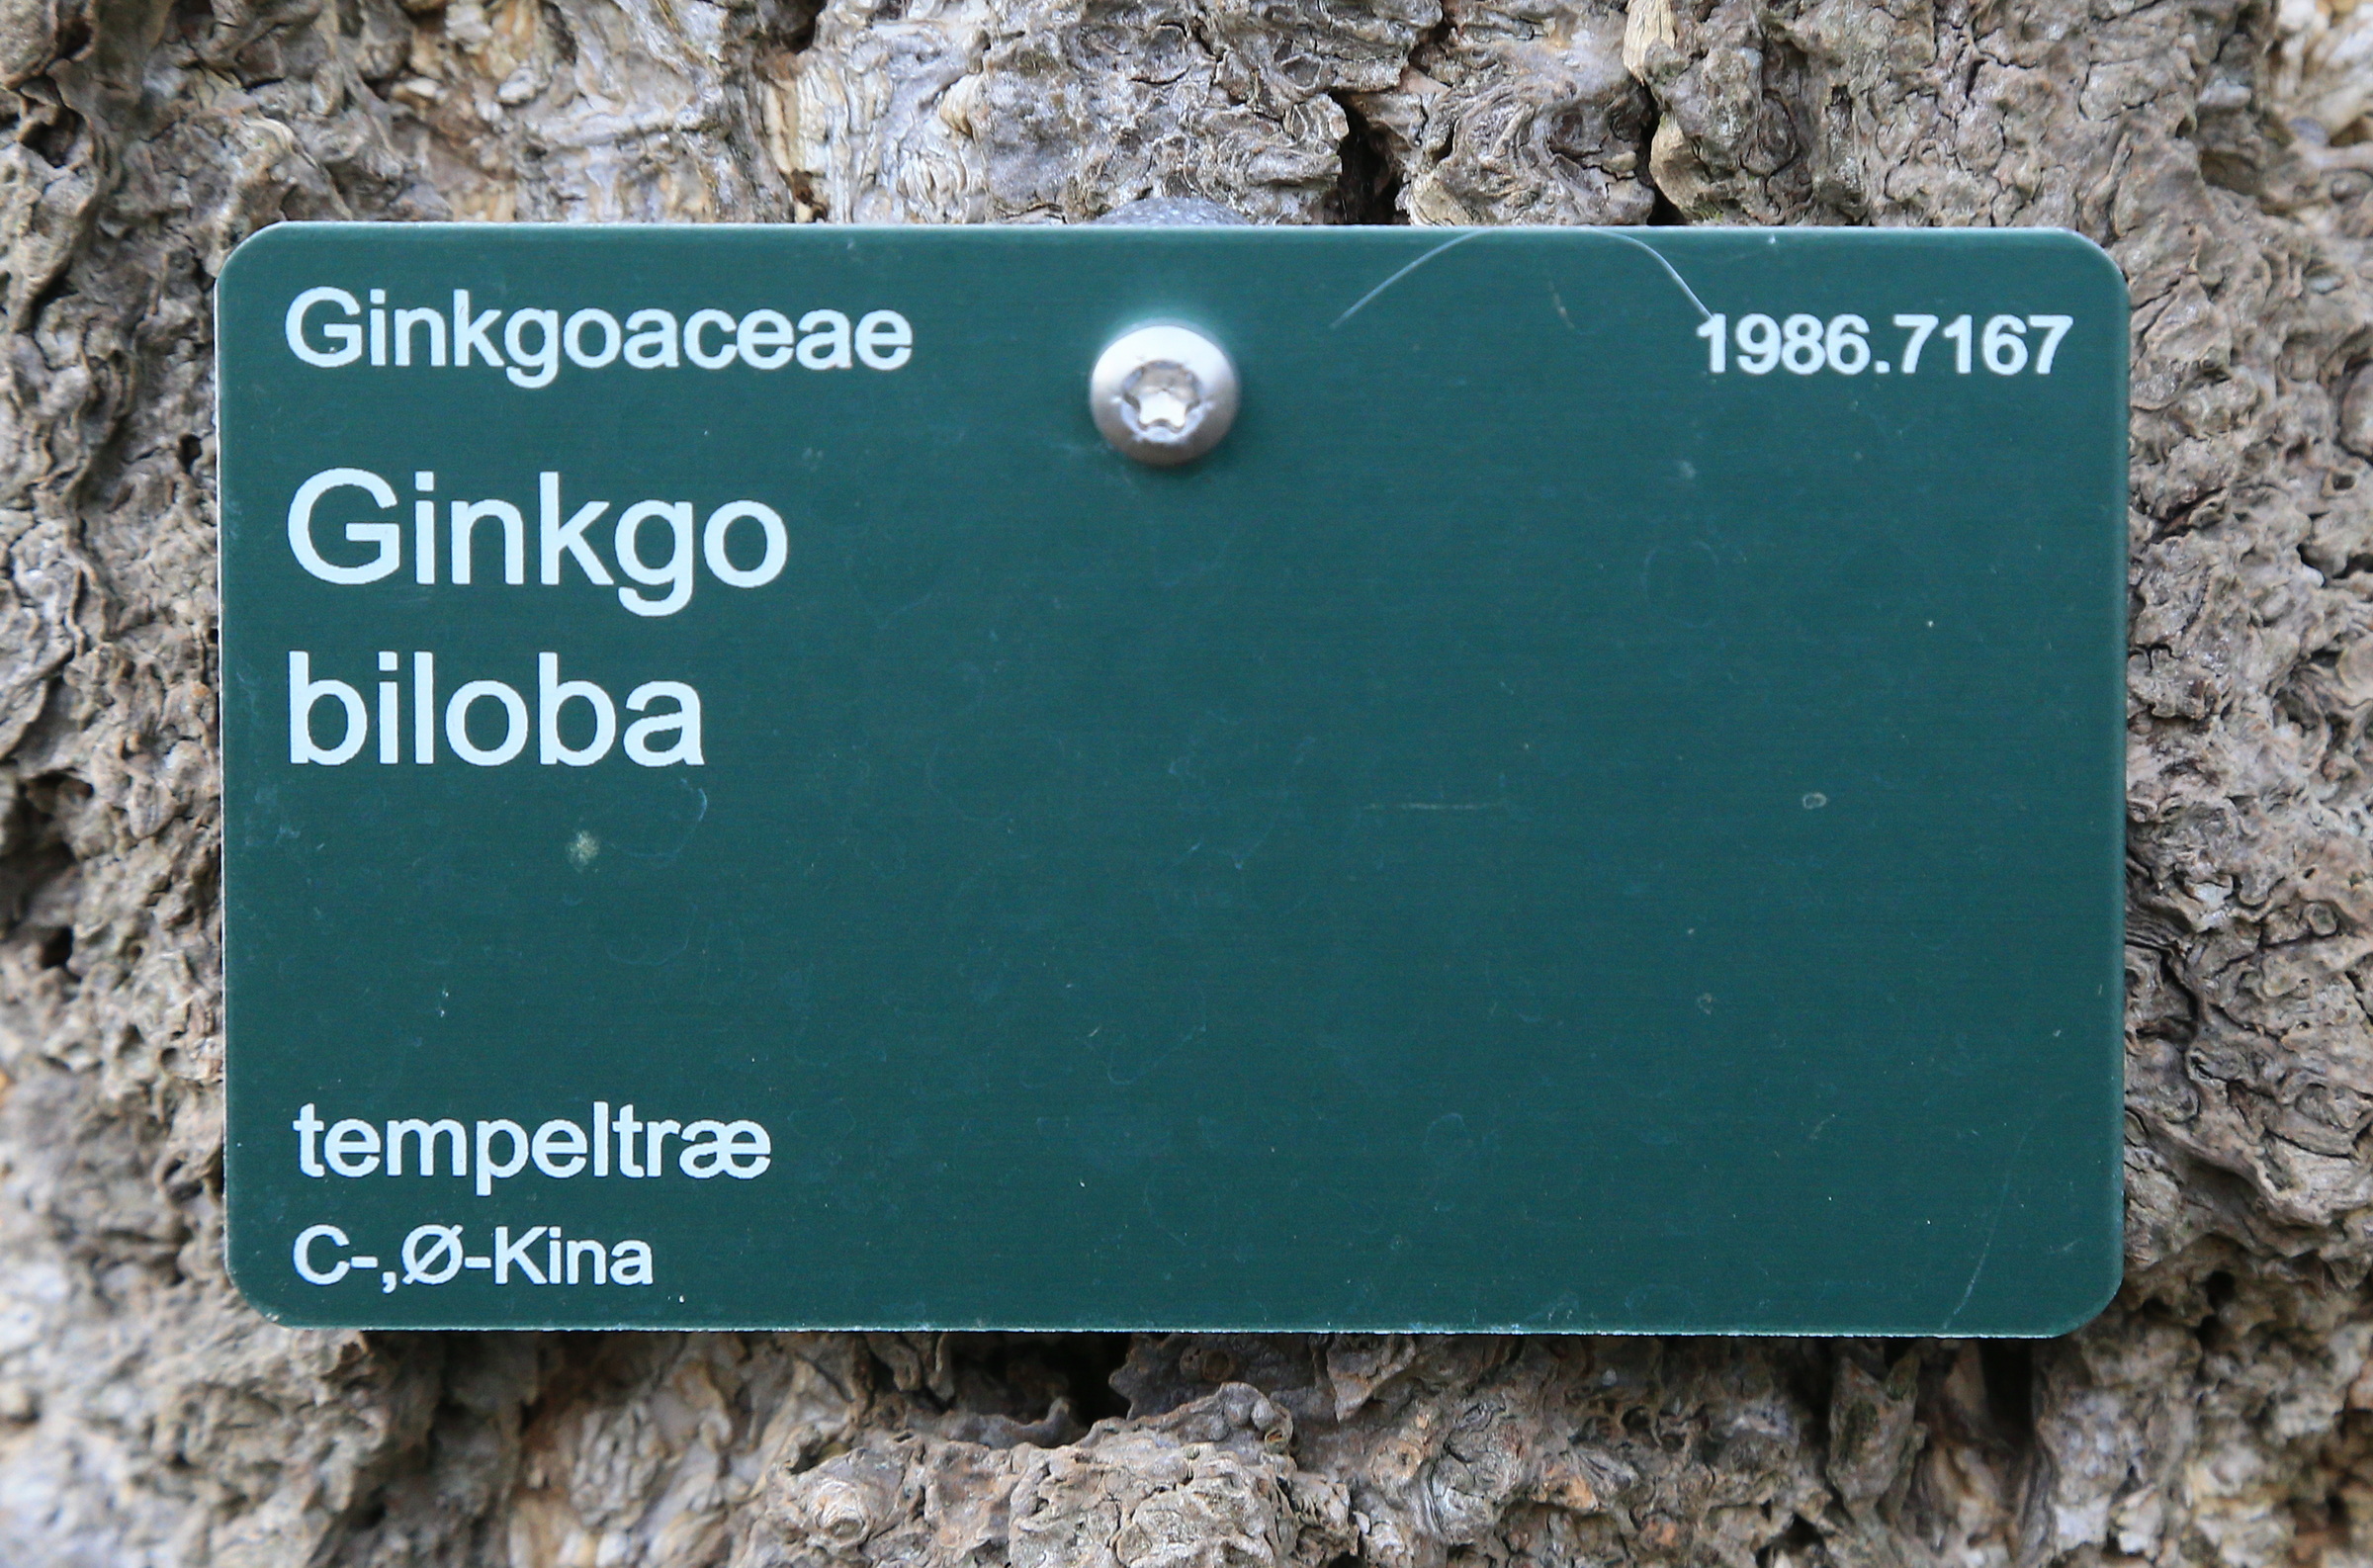 Ginkgoaceae 1986.7167
Ginkgo
biloba
tempeltræ
C-,Ø-Kina